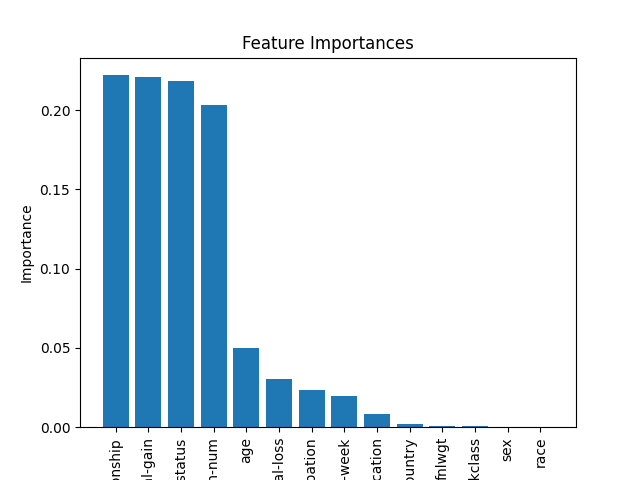 Feature Importances
Importance
0.20
0.15
0.10
0.05
0.00
onship
al-gain
status
n-num
age
al-loss
pation
-week
cation
ountry
fnlwgt
kclass
sex
race